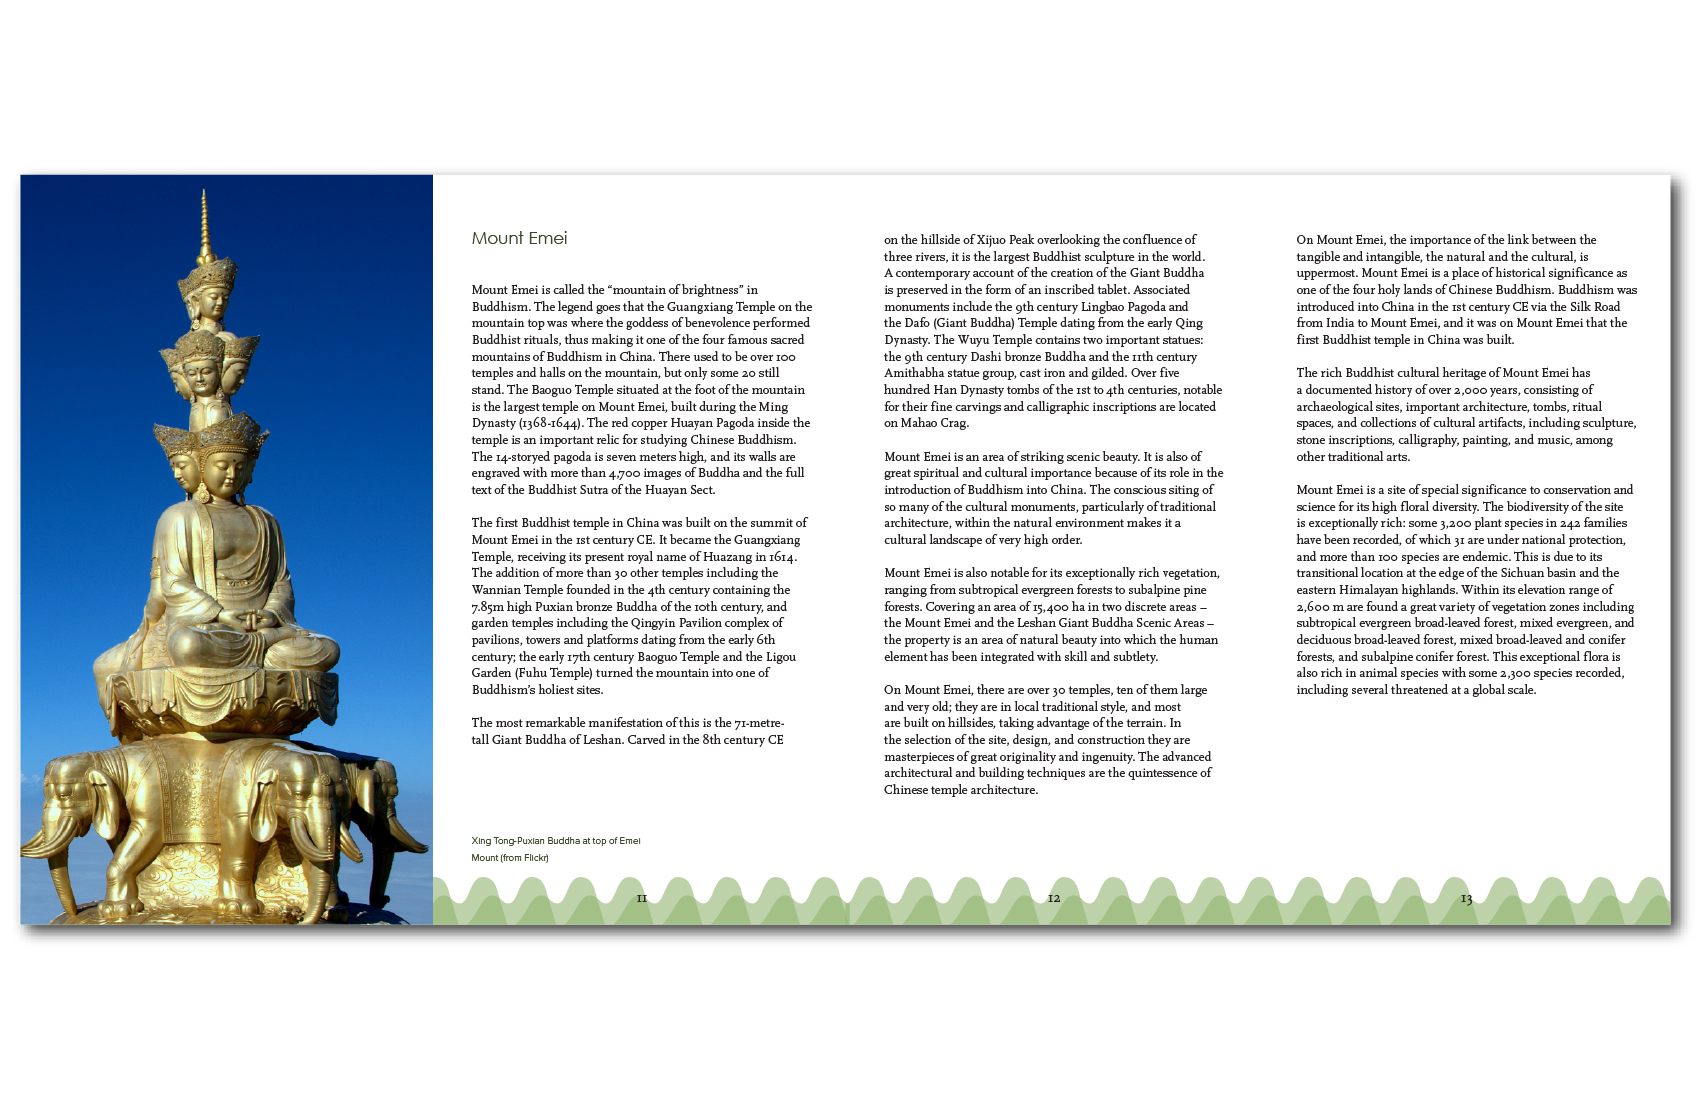 Mount Emei
Mount Emei is called the “mountain of brightness” in
Buddhism. The legend goes that the Guangxiang Temple on the
mountain top was where the goddess of benevolence performed
Buddhist rituals, thus making it one of the four famous sacred
mountains of Buddhism in China. There used to be over 100
temples and halls on the mountain, but only some 20 still
stand. The Baoguo Temple situated at the foot of the mountain
is the largest temple on Mount Emei, built during the Ming
Dynasty (1368-1644). The red copper Huayan Pagoda inside the
temple is an important relic for studying Chinese Buddhism.
The 14-storyed pagoda is seven meters high, and its walls are
engraved with more than 4,700 images of Buddha and the full
text of the Buddhist Sutra of the Huayan Sect.
The first Buddhist temple in China was built on the summit of
Mount Emei in the 1st century CE. It became the Guangxiang
Temple, receiving its present royal name of Huazang in 1614.
The addition of more than 30 other temples including the
Wannian Temple founded in the 4th century containing the
7.85m high Puxian bronze Buddha of the 10th century, and
garden temples including the Qingyin Pavilion complex of
pavilions, towers and platforms dating from the early 6th
century; the early 17th century Baoguo Temple and the Ligou
Garden (Fuhu Temple) turned the mountain into one of
Buddhism’s holiest sites.
The most remarkable manifestation of this is the 71-metre-
tall Giant Buddha of Leshan. Carved in the 8th century CE
Xing Tong-Puxian Buddha at top of Emei
Mount (from Flickr)
11
on the hillside of Xijuo Peak overlooking the confluence of
three rivers, it is the largest Buddhist sculpture in the world.
A contemporary account of the creation of the Giant Buddha
is preserved in the form of an inscribed tablet. Associated
monuments include the 9th century Lingbao Pagoda and
the Dafo (Giant Buddha) Temple dating from the early Qing
Dynasty. The Wuyu Temple contains two important statues:
the 9th century Dashi bronze Buddha and the 11th century
Amithabha statue group, cast iron and gilded. Over five
hundred Han Dynasty tombs of the 1st to 4th centuries, notable
for their fine carvings and calligraphic inscriptions are located
on Mahao Crag.
Mount Emei is an area of striking scenic beauty. It is also of
great spiritual and cultural importance because of its role in the
introduction of Buddhism into China. The conscious siting of
so many of the cultural monuments, particularly of traditional
architecture, within the natural environment makes it a
cultural landscape of very high order.
Mount Emei is also notable for its exceptionally rich vegetation,
ranging from subtropical evergreen forests to subalpine pine
forests. Covering an area of 15,400 ha in two discrete areas –
the Mount Emei and the Leshan Giant Buddha Scenic Areas –
the property is an area of natural beauty into which the human
element has been integrated with skill and subtlety.
On Mount Emei, there are over 30 temples, ten of them large
and very old; they are in local traditional style, and most
are built on hillsides, taking advantage of the terrain. In
the selection of the site, design, and construction they are
masterpieces of great originality and ingenuity. The advanced
architectural and building techniques are the quintessence of
Chinese temple architecture.
12
On Mount Emei, the importance of the link between the
tangible and intangible, the natural and the cultural, is
uppermost. Mount Emei is a place of historical significance as
one of the four holy lands of Chinese Buddhism. Buddhism was
introduced into China in the 1st century CE via the Silk Road
from India to Mount Emei, and it was on Mount Emei that the
first Buddhist temple in China was built.
The rich Buddhist cultural heritage of Mount Emei has
a documented history of over 2,000 years, consisting of
archaeological sites, important architecture, tombs, ritual
spaces, and collections of cultural artifacts, including sculpture,
stone inscriptions, calligraphy, painting, and music, among
other traditional arts.
Mount Emei is a site of special significance to conservation and
science for its high floral diversity. The biodiversity of the site
is exceptionally rich: some 3,200 plant species in 242 families
have been recorded, of which 31 are under national protection,
and more than 100 species are endemic. This is due to its
transitional location at the edge of the Sichuan basin and the
eastern Himalayan highlands. Within its elevation range of
2,600 m are found a great variety of vegetation zones including
subtropical evergreen broad-leaved forest, mixed evergreen, and
deciduous broad-leaved forest, mixed broad-leaved and conifer
forests, and subalpine conifer forest. This exceptional flora is
also rich in animal species with some 2,300 species recorded,
including several threatened at a global scale.
13